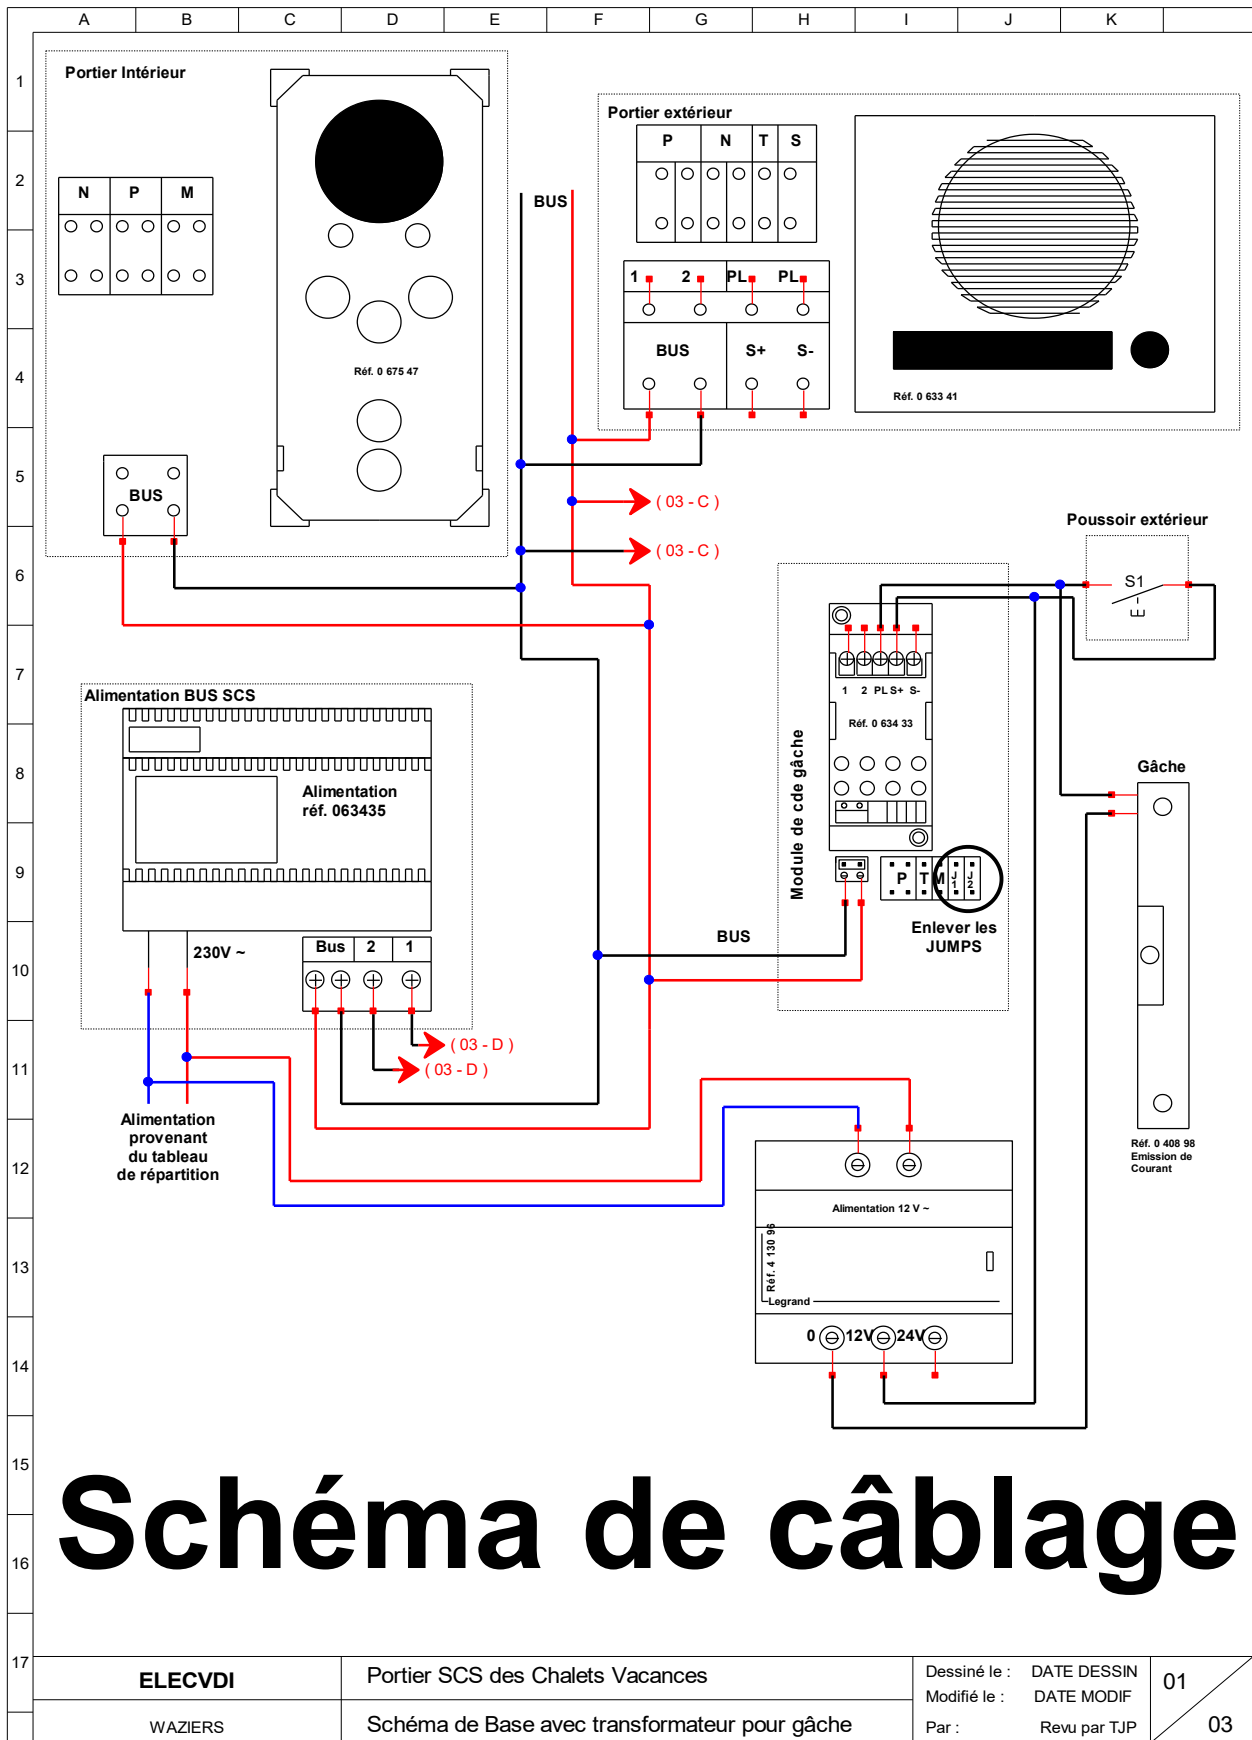 A B C D E F G H I J K
1
2
3
4
5
6
7
8
9
10
11
12
13
14
15
16
17
Portier Intérieur
N P M
BUS
Réf. 0 675 47
BUS
Portier extérieur
P N T S
1 2 PL PL
BUS S+ S-
Réf. 0 633 41
( 03 - C )
( 03 - C )
Poussoir extérieur
S1
Module de cde gâche
1 2 PL S+ S-
Réf. 0 634 33
P T M J1 J2
Enlever les
JUMPS
BUS
Gâche
Réf. 0 408 98
Emission de
Courant
Alimentation BUS SCS
Alimentation
réf. 063435
230V ~
Bus 2 1
( 03 - D )
( 03 - D )
Alimentation
provenant
du tableau
de répartition
Alimentation 12 V ~
Réf. 4 130 96
Legrand
0 12V 24V
Schéma de câblage
ELECVDI
WAZIERS
Portier SCS des Chalets Vacances
Schéma de Base avec transformateur pour gâche
Dessiné le : DATE DESSIN
Modifié le : DATE MODIF
Par : Revu par TJP
01
03